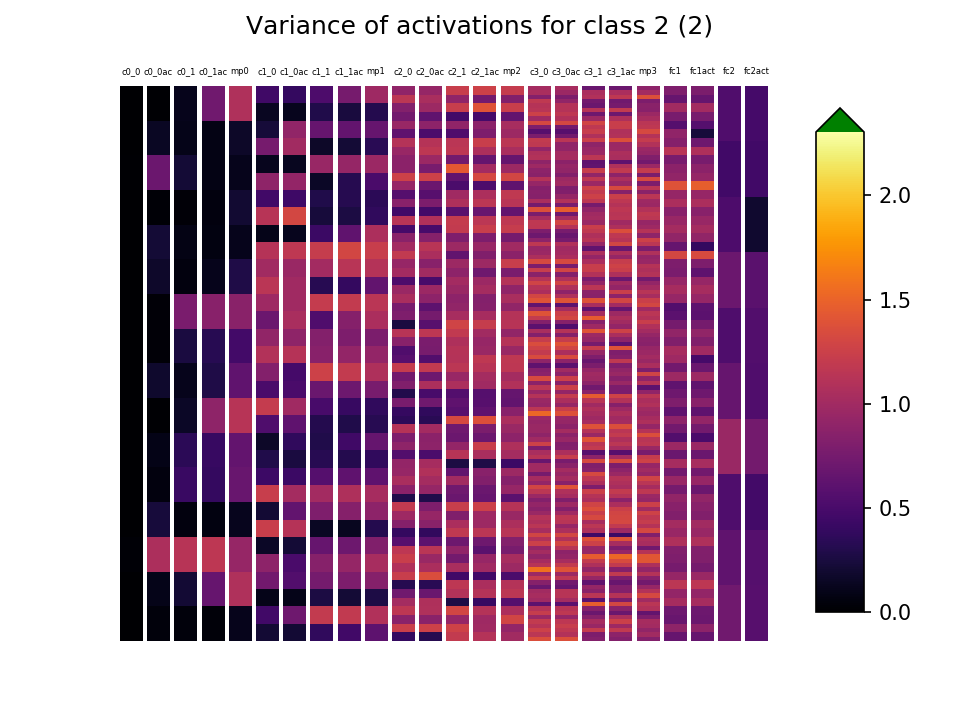 Variance of activations for class 2 (2)
c0_0 c0_0ac c0_1 c0_1ac mp0 c1_0 c1_0ac c1_1 c1_1ac mp1 c2_0 c2_0ac c2_1 c2_1ac mp2 c3_0 c3_0ac c3_1 c3_1ac mp3 fc1 fc1act fc2 fc2act
2.0
1.5
1.0
0.5
0.0